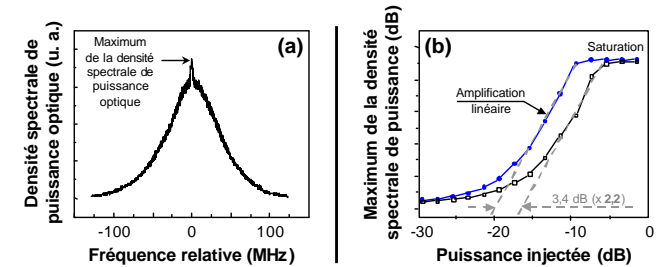 (a)
Maximum
de la densité
spectrale de
puissance
optique
Densité spectrale de
puissance optique (u. a.)
-100
-50
0
50
100
Fréquence relative (MHz)
(b)
Saturation
Amplification
linéaire
3,4 dB (x 2,2)
Maximum de la densité
spectrale de puissance (dB)
-30
-20
-10
0
Puissance injectée (dB)